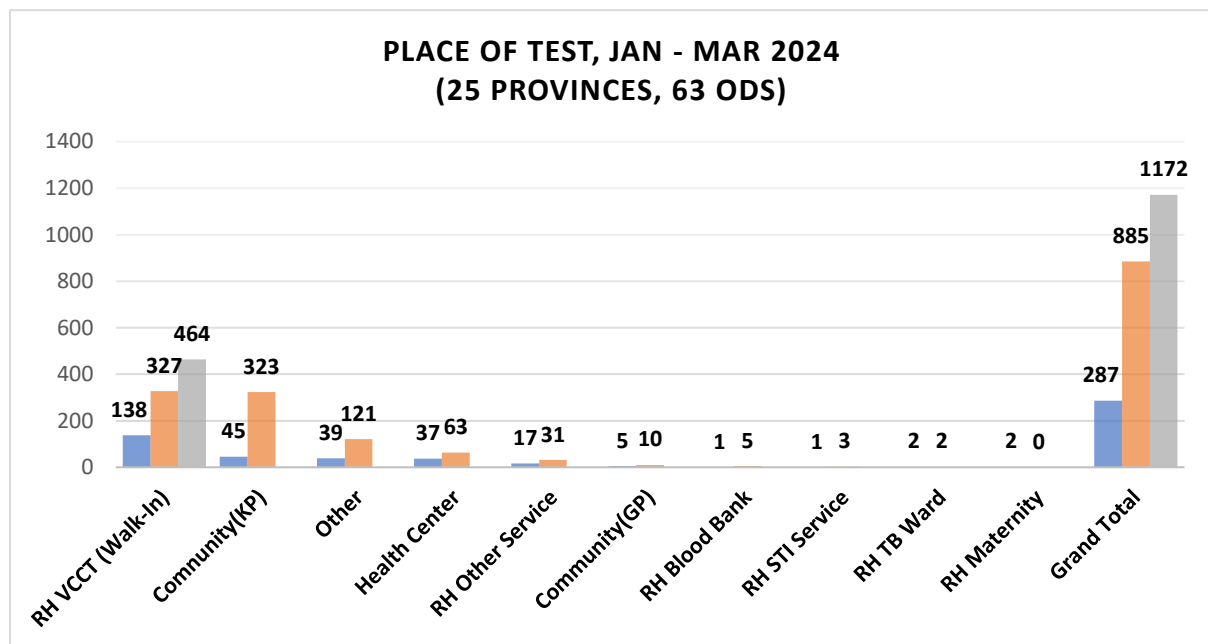 PLACE OF TEST, JAN - MAR 2024
(25 PROVINCES, 63 ODS)
1400
1200
1000
800
600
400
200
0
138
327
464
45
323
39
121
37
63
17
31
5
10
1
5
1
3
2
2
2
0
287
885
1172
RH VCCT (Walk-In)
Community(KP)
Other
Health Center
RH Other Service
Community(GP)
RH Blood Bank
RH STI Service
RH TB Ward
RH Maternity
Grand Total